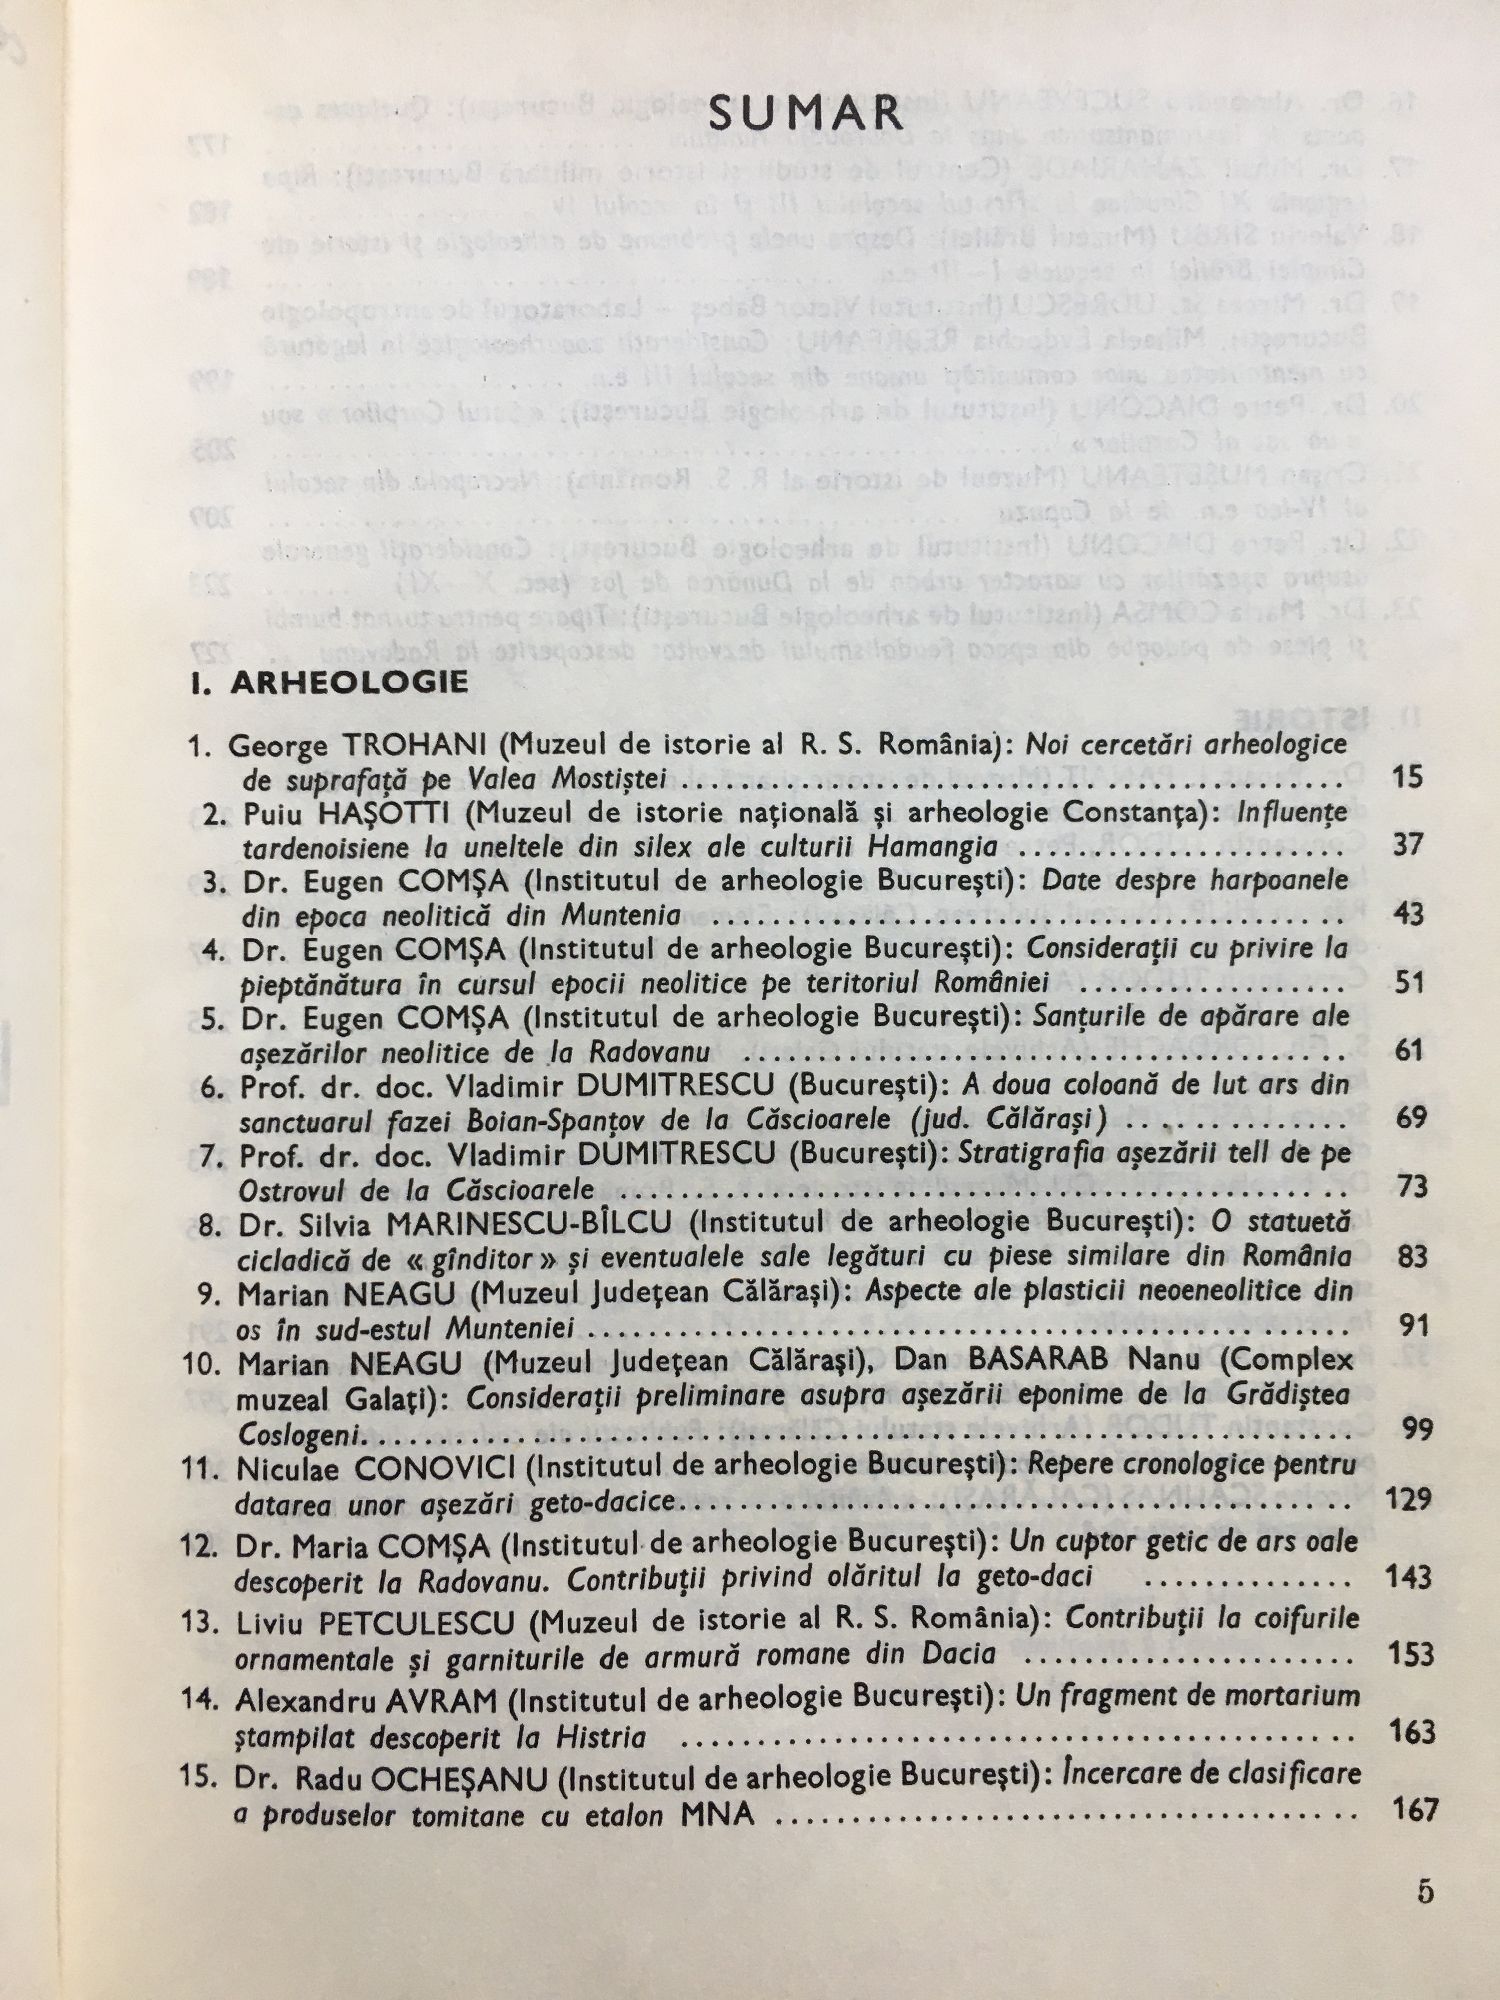 SUMAR
I. ARHEOLOGIE
1. George TROHANI (Muzeul de istorie al R. S. România): Noi cercetări arheologice
de suprafață pe Valea Mostiștei ........................................ 15
2. Puiu HAȘOTTI (Muzeul de istorie națională și arheologie Constanța): Influențe
tardenoisiene la uneltele din silex ale culturii Hamangia ...................... 37
3. Dr. Eugen COMȘA (Institutul de arheologie București): Date despre harpoanele
din epoca neolitică din Muntenia ........................................ 43
4. Dr. Eugen COMȘA (Institutul de arheologie București): Considerații cu privire la
pieptănătura în cursul epocii neolitice pe teritoriul României .................. 51
5. Dr. Eugen COMȘA (Institutul de arheologie București): Sanțurile de apărare ale
așezărilor neolitice de la Radovanu ...................................... 61
6. Prof. dr. doc. Vladimir DUMITRESCU (București): A doua coloană de lut ars din
sanctuarul fazei Boian-Spanțov de la Căscioarele (jud. Călărași) .............. 69
7. Prof. dr. doc. Vladimir DUMITRESCU (București): Stratigrafia așezării tell de pe
Ostrovul de la Căscioarele .............................................. 73
8. Dr. Silvia MARINESCU-BÎLCU (Institutul de arheologie București): O statuetă
cicladică de « gînditor » și eventualele sale legături cu piese similare din România 83
9. Marian NEAGU (Muzeul Județean Călărași): Aspecte ale plasticii neoeneolitice din
os în sud-estul Munteniei ................................................ 91
10. Marian NEAGU (Muzeul Județean Călărași), Dan BASARAB Nanu (Complex
muzeal Galați): Considerații preliminare asupra așezării eponime de la Grădiștea
Coslogeni................................................................ 99
11. Niculae CONOVICI (Institutul de arheologie București): Repere cronologice pentru
datarea unor așezări geto-dacice.......................................... 129
12. Dr. Maria COMȘA (Institutul de arheologie București): Un cuptor getic de ars oale
descoperit la Radovanu. Contribuții privind olăritul la geto-daci .............. 143
13. Liviu PETCULESCU (Muzeul de istorie al R. S. România): Contribuții la coifurile
ornamentale și garniturile de armură romane din Dacia ...................... 153
14. Alexandru AVRAM (Institutul de arheologie București): Un fragment de mortarium
ștampilat descoperit la Histria .......................................... 163
15. Dr. Radu OCHEȘANU (Institutul de arheologie București): Încercare de clasificare
a produselor tomitane cu etalon MNA ...................................... 167
5